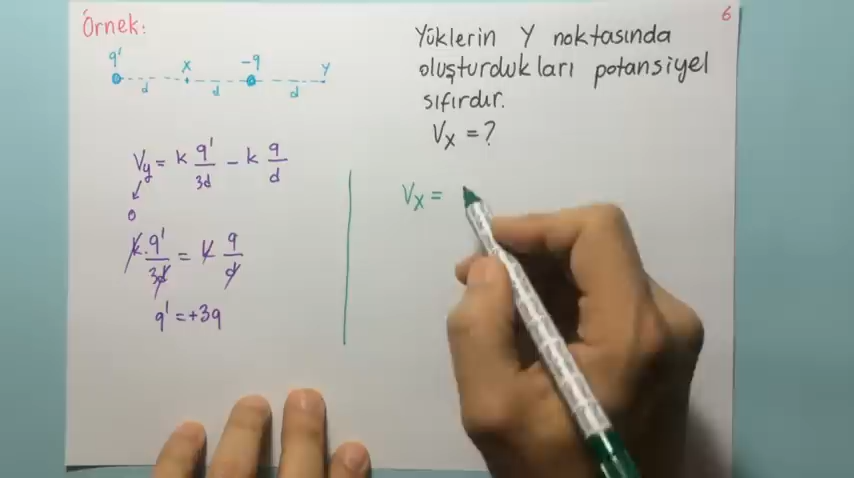 Örnek:
6
q' x -q y
d d d
Yüklerin Y noktasında
oluşturdukları potansiyel
sıfırdır.
Vx = ?
Vy = k q'/3d - k q/d
0
k.q'/3d = k q/d
q' = +3q
Vx =